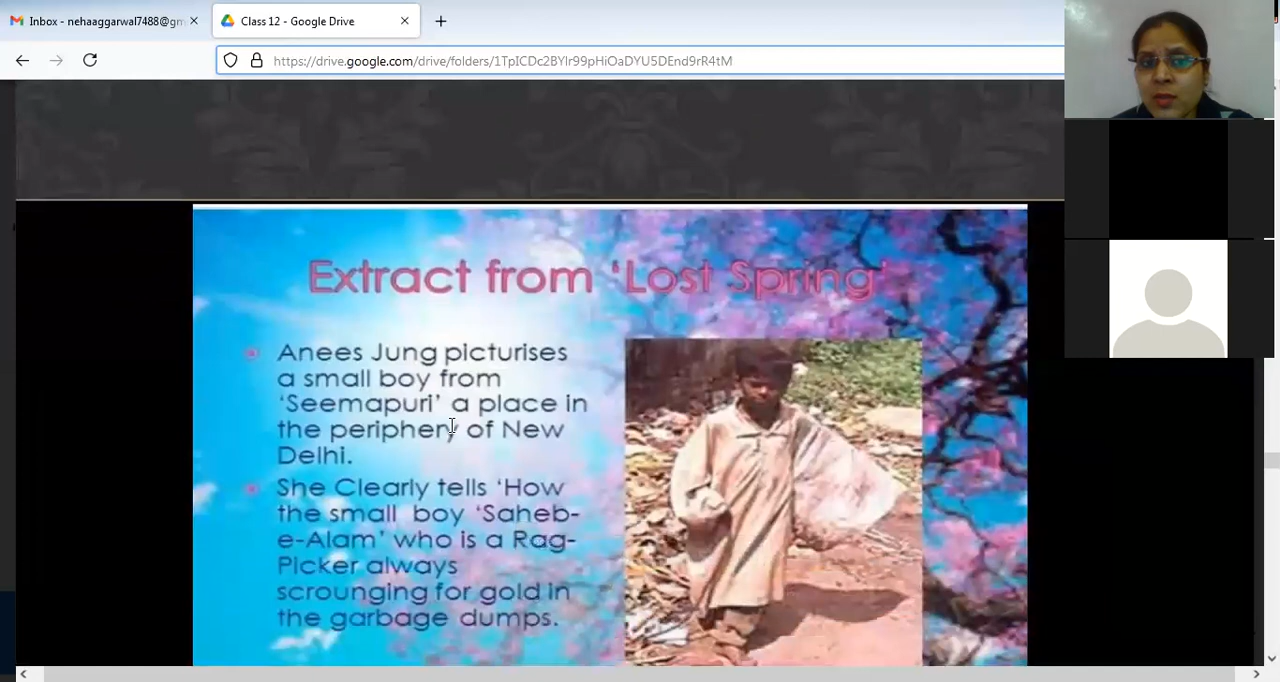 Inbox - nehaaggarwal7488@gm
Class 12 - Google Drive
https://drive.google.com/drive/folders/1TpICDc2BYlr99pHiOaDYU5DEnd9rR4tM
Extract from ‘Lost Spring’
Anees Jung picturises
a small boy from
‘Seemapuri’ a place in
the periphery of New
Delhi.
She Clearly tells ‘How
the small boy ‘Saheb-
e-Alam’ who is a Rag-
Picker always
scrounging for gold in
the garbage dumps.